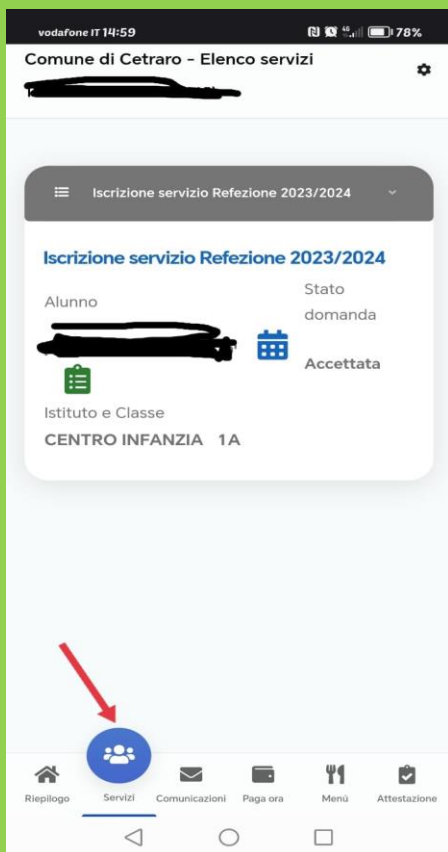 vodafone IT 14:59
4G
78%
Comune di Cetraro - Elenco servizi
Iscrizione servizio Refezione 2023/2024
Iscrizione servizio Refezione 2023/2024
Alunno
Stato
domanda
Accettata
Istituto e Classe
CENTRO INFANZIA 1A
Riepilogo
Servizi
Comunicazioni
Paga ora
Menù
Attestazione